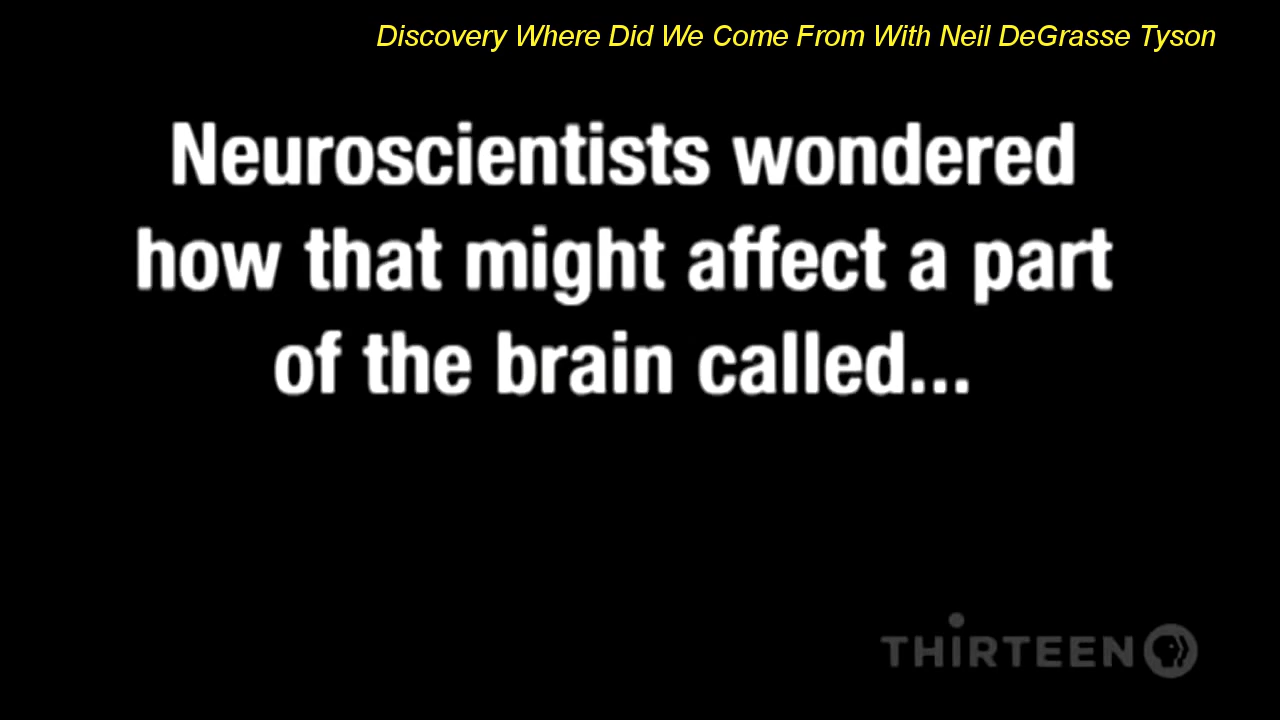 Discovery Where Did We Come From With Neil DeGrasse Tyson
Neuroscientists wondered
how that might affect a part
of the brain called...
THIRTEEN